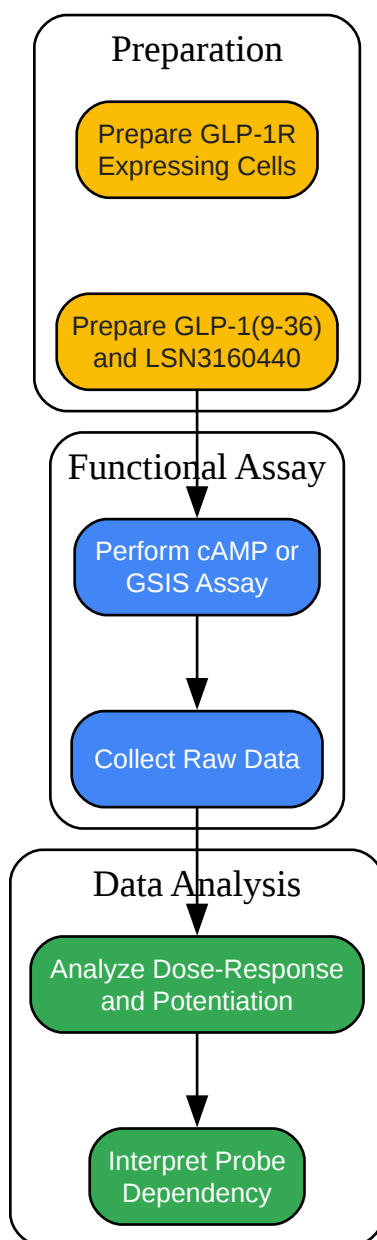 Preparation
Prepare GLP-1R
Expressing Cells
Prepare GLP-1(9-36)
and LSN3160440
Functional Assay
Perform cAMP or
GSIS Assay
Collect Raw Data
Data Analysis
Analyze Dose-Response
and Potentiation
Interpret Probe
Dependency